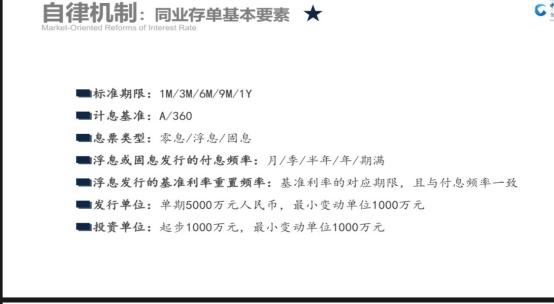 自律机制：同业存单基本要素 ★
Market-Oriented Reforms of Interest Rate
标准期限：1M/3M/6M/9M/1Y
计息基准：A/360
息票类型：零息/浮息/固息
浮息或固息发行的付息频率：月/季/半年/年/期满
浮息发行的基准利率重置频率：基准利率的对应期限，且与付息频率一致
发行单位：单期5000万元人民币，最小变动单位1000万元
投资单位：起步1000万元，最小变动单位1000万元